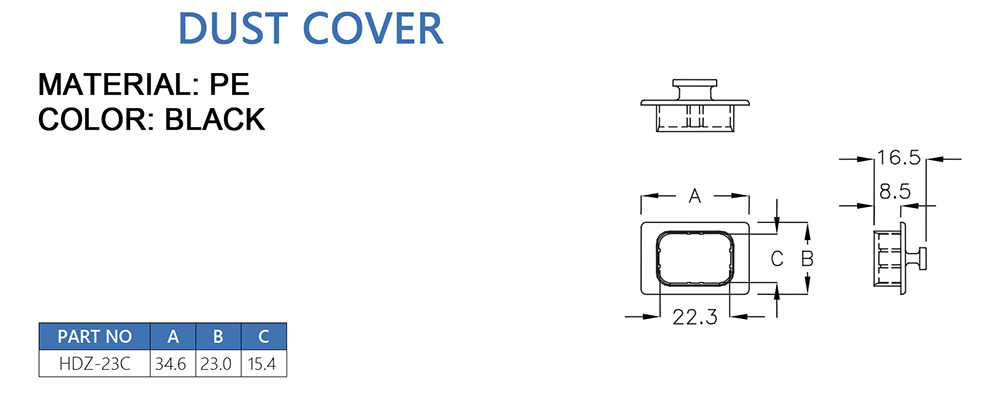 DUST COVER
MATERIAL: PE
COLOR: BLACK
16.5
8.5
A
C B
22.3
PART NO A B C
HDZ-23C 34.6 23.0 15.4